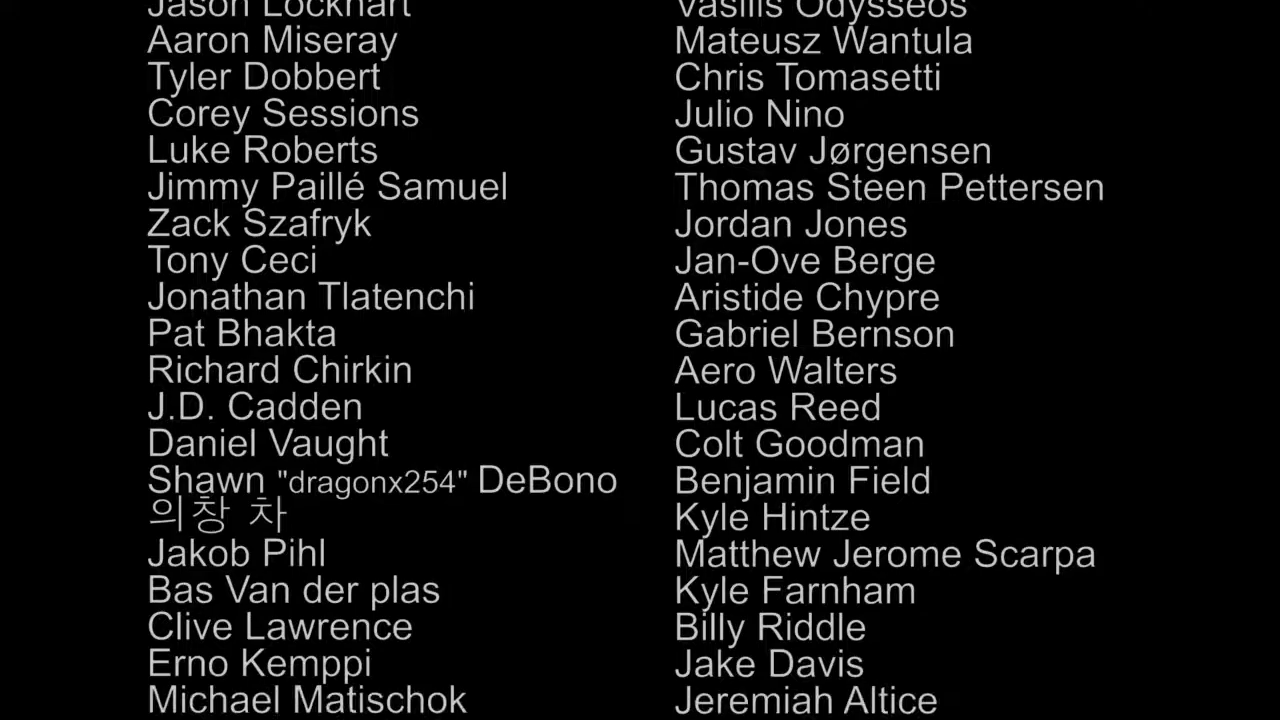 Jason Lockhart
Aaron Miseray
Tyler Dobbert
Corey Sessions
Luke Roberts
Jimmy Paillé Samuel
Zack Szafryk
Tony Ceci
Jonathan Tlatenchi
Pat Bhakta
Richard Chirkin
J.D. Cadden
Daniel Vaught
Shawn "dragonx254" DeBono
의창 차
Jakob Pihl
Bas Van der plas
Clive Lawrence
Erno Kemppi
Michael Matischok
Vasilis Odysseos
Mateusz Wantula
Chris Tomasetti
Julio Nino
Gustav Jørgensen
Thomas Steen Pettersen
Jordan Jones
Jan-Ove Berge
Aristide Chypre
Gabriel Bernson
Aero Walters
Lucas Reed
Colt Goodman
Benjamin Field
Kyle Hintze
Matthew Jerome Scarpa
Kyle Farnham
Billy Riddle
Jake Davis
Jeremiah Altice